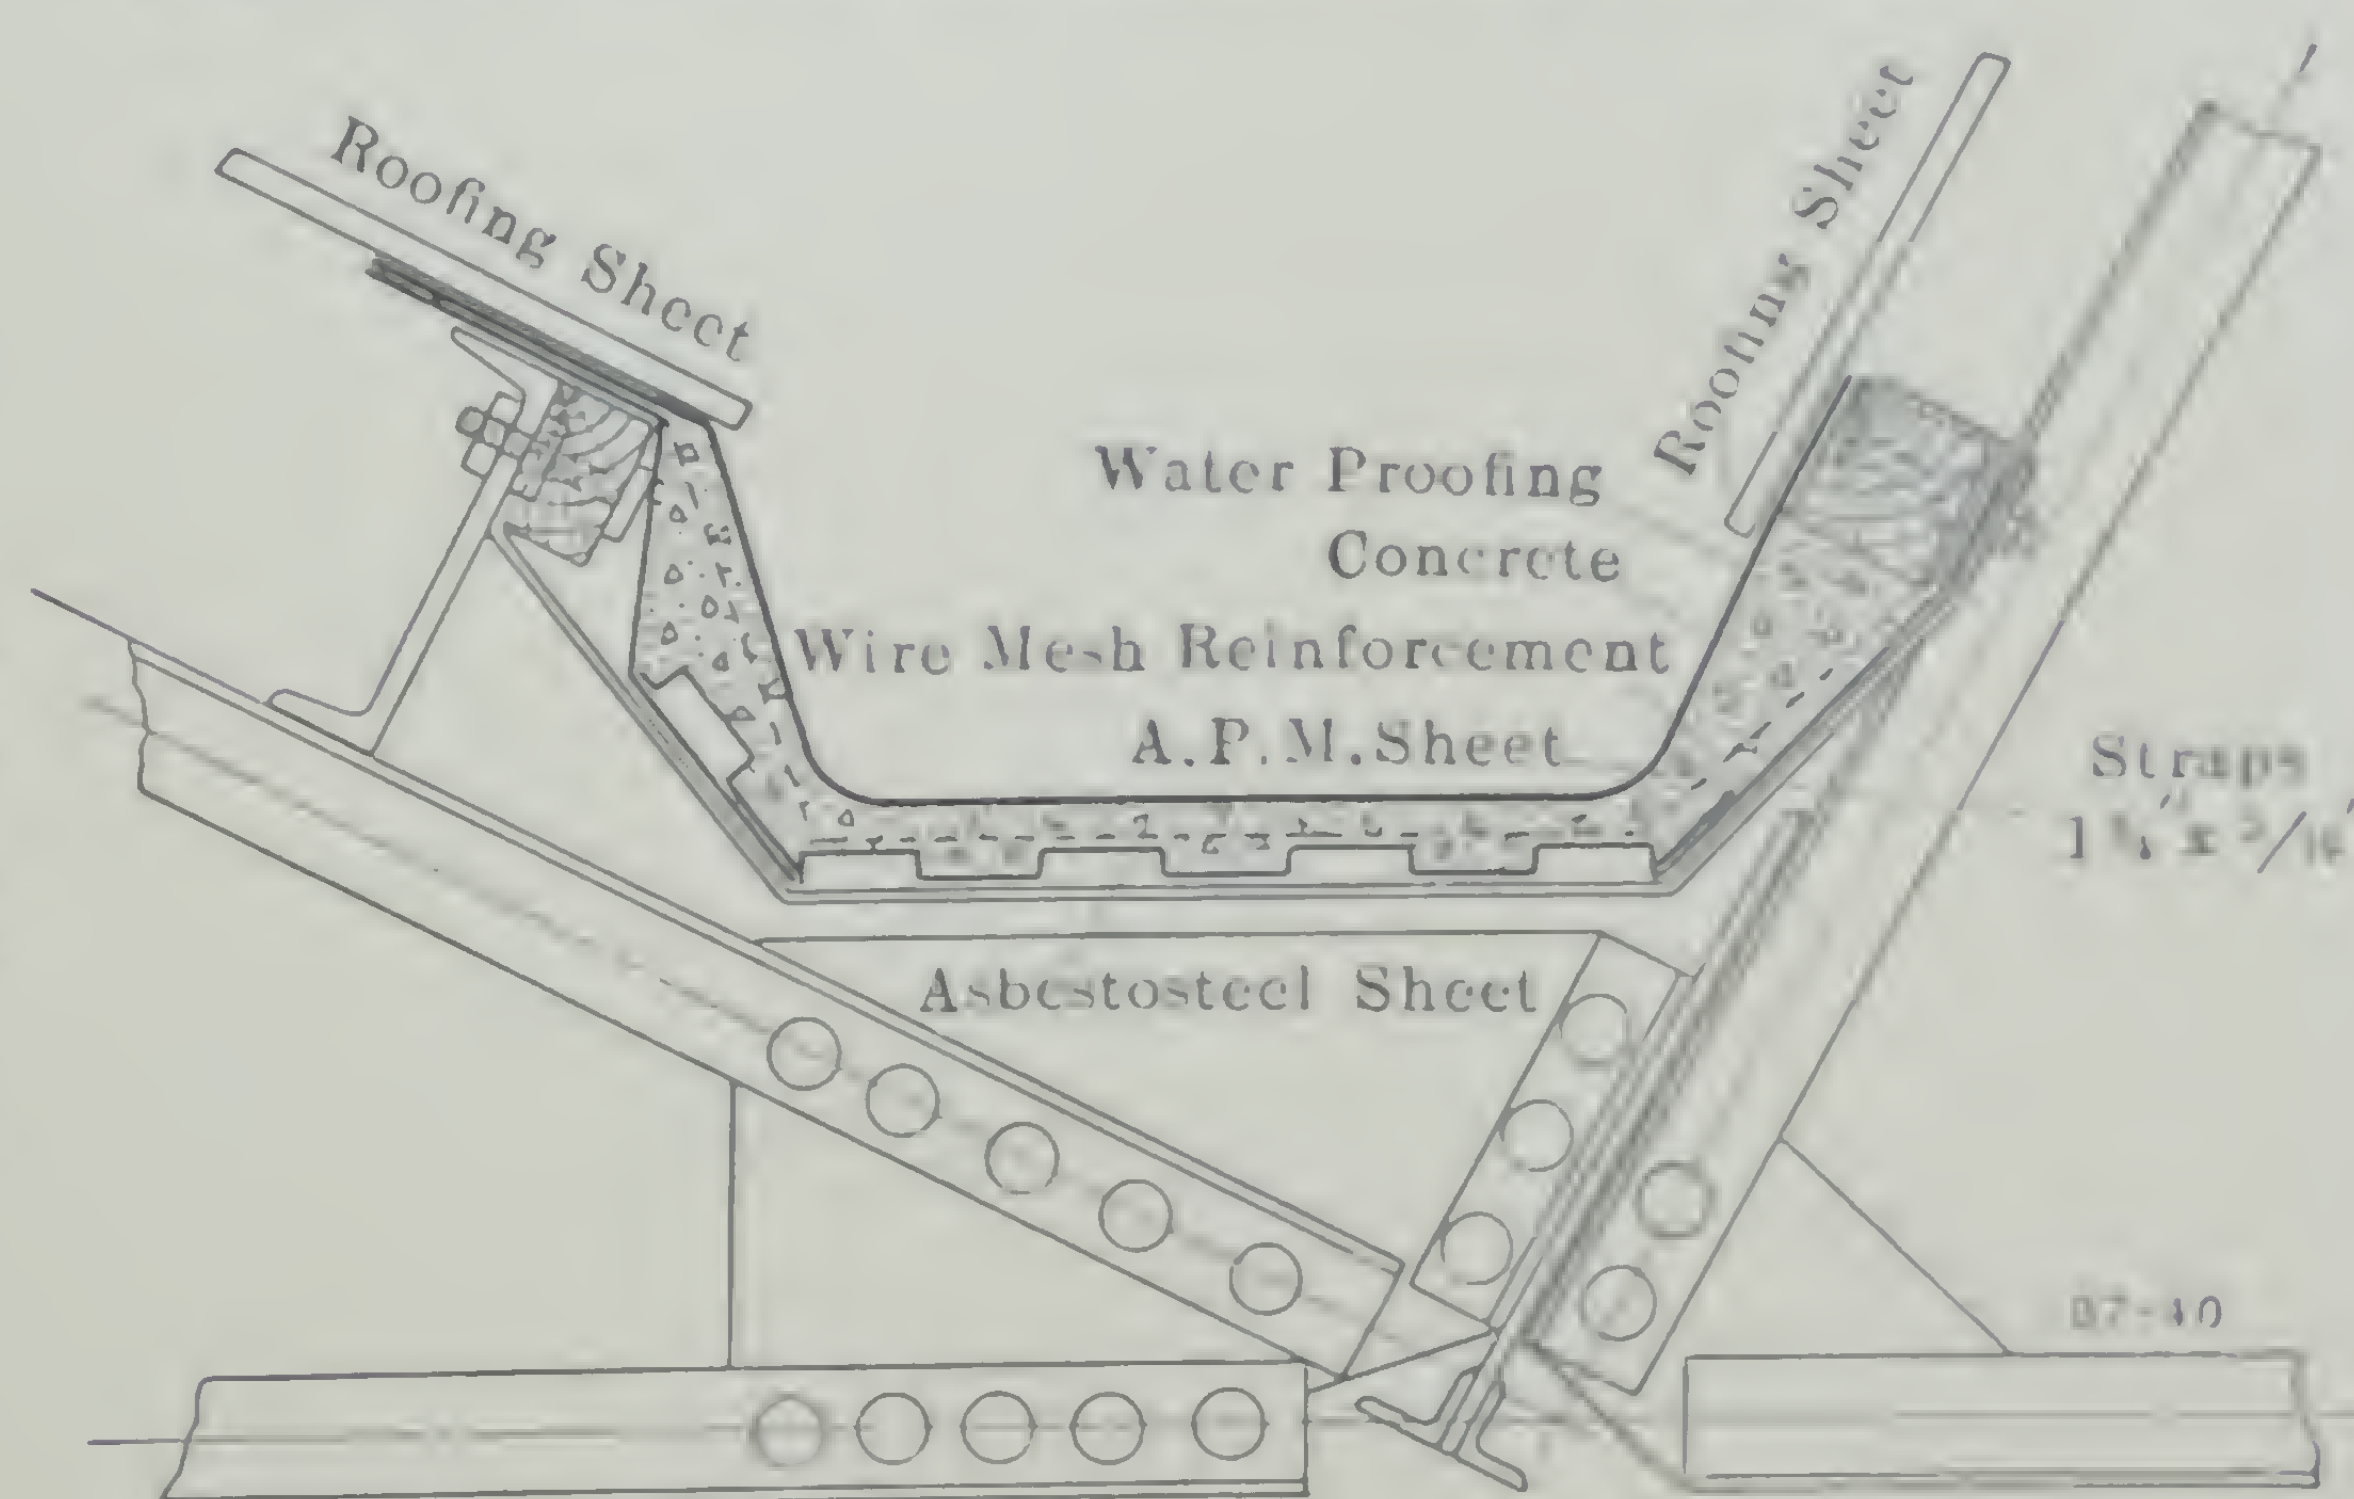 Roofing Sheet
Roofing Sheet
Water Proofing
Concrete
Wire Mesh Reinforcement
A.P.M.Sheet
Straps
Asbestosteel Sheet